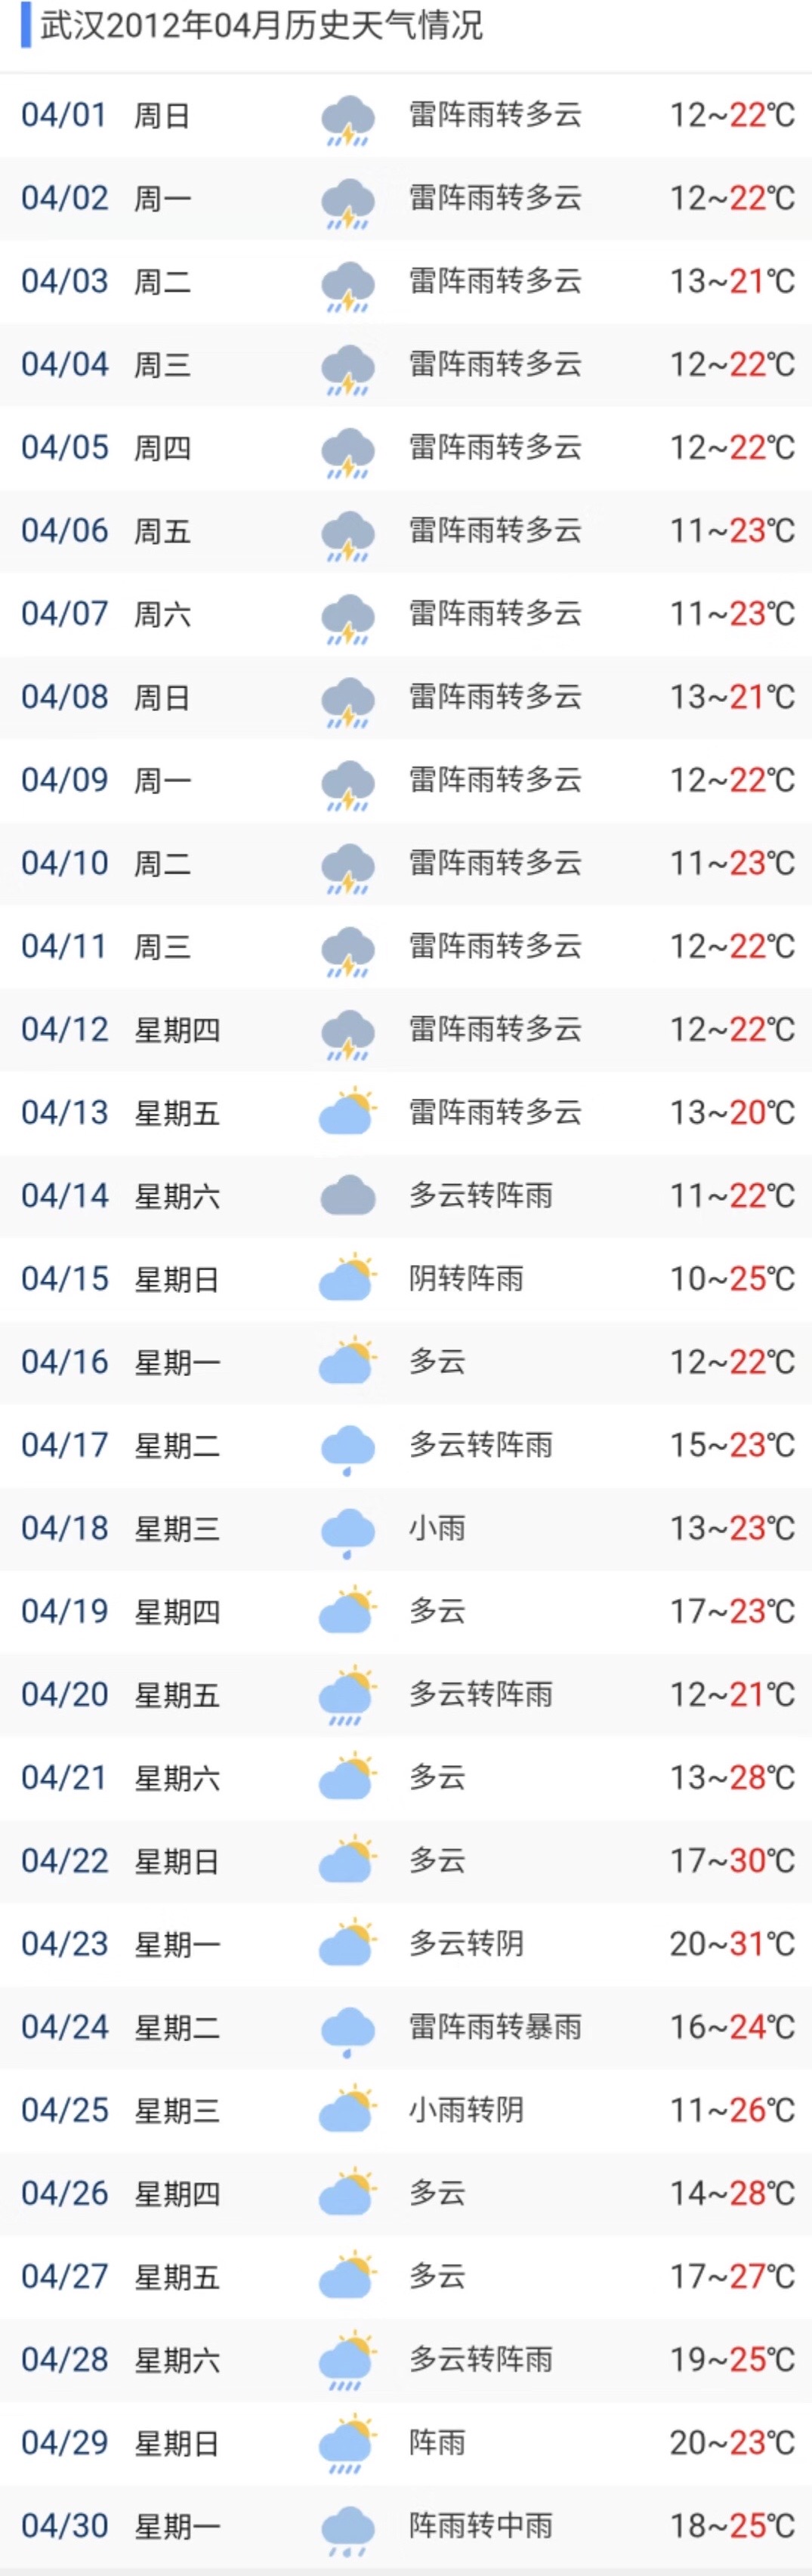 武汉2012年04月历史天气情况
04/01 周日 雷阵雨转多云 12~22℃
04/02 周一 雷阵雨转多云 12~22℃
04/03 周二 雷阵雨转多云 13~21℃
04/04 周三 雷阵雨转多云 12~22℃
04/05 周四 雷阵雨转多云 12~22℃
04/06 周五 雷阵雨转多云 11~23℃
04/07 周六 雷阵雨转多云 11~23℃
04/08 周日 雷阵雨转多云 13~21℃
04/09 周一 雷阵雨转多云 12~22℃
04/10 周二 雷阵雨转多云 11~23℃
04/11 周三 雷阵雨转多云 12~22℃
04/12 星期四 雷阵雨转多云 12~22℃
04/13 星期五 雷阵雨转多云 13~20℃
04/14 星期六 多云转阵雨 11~22℃
04/15 星期日 阴转阵雨 10~25℃
04/16 星期一 多云 12~22℃
04/17 星期二 多云转阵雨 15~23℃
04/18 星期三 小雨 13~23℃
04/19 星期四 多云 17~23℃
04/20 星期五 多云转阵雨 12~21℃
04/21 星期六 多云 13~28℃
04/22 星期日 多云 17~30℃
04/23 星期一 多云转阴 20~31℃
04/24 星期二 雷阵雨转暴雨 16~24℃
04/25 星期三 小雨转阴 11~26℃
04/26 星期四 多云 14~28℃
04/27 星期五 多云 17~27℃
04/28 星期六 多云转阵雨 19~25℃
04/29 星期日 阵雨 20~23℃
04/30 星期一 阵雨转中雨 18~25℃